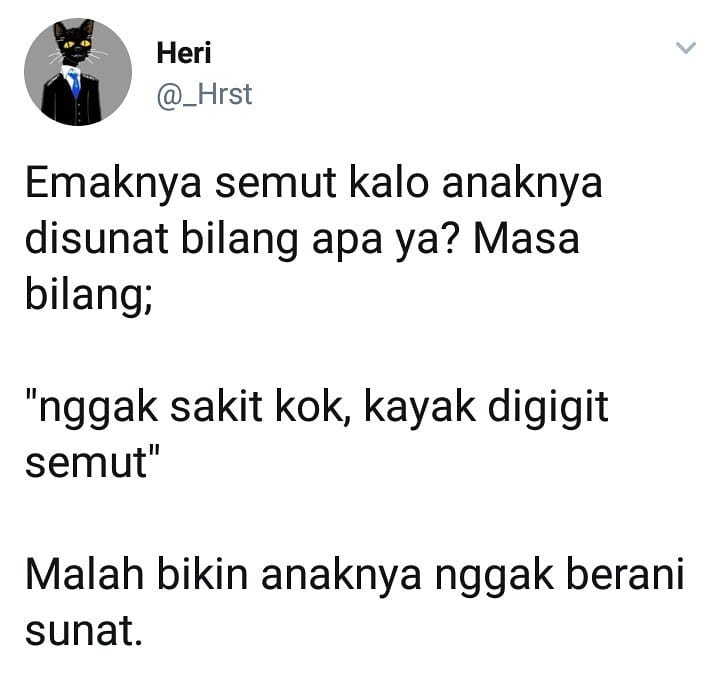 Heri
@_Hrst
Emaknya semut kalo anaknya
disunat bilang apa ya? Masa
bilang;
"nggak sakit kok, kayak digigit
semut"
Malah bikin anaknya nggak berani
sunat.